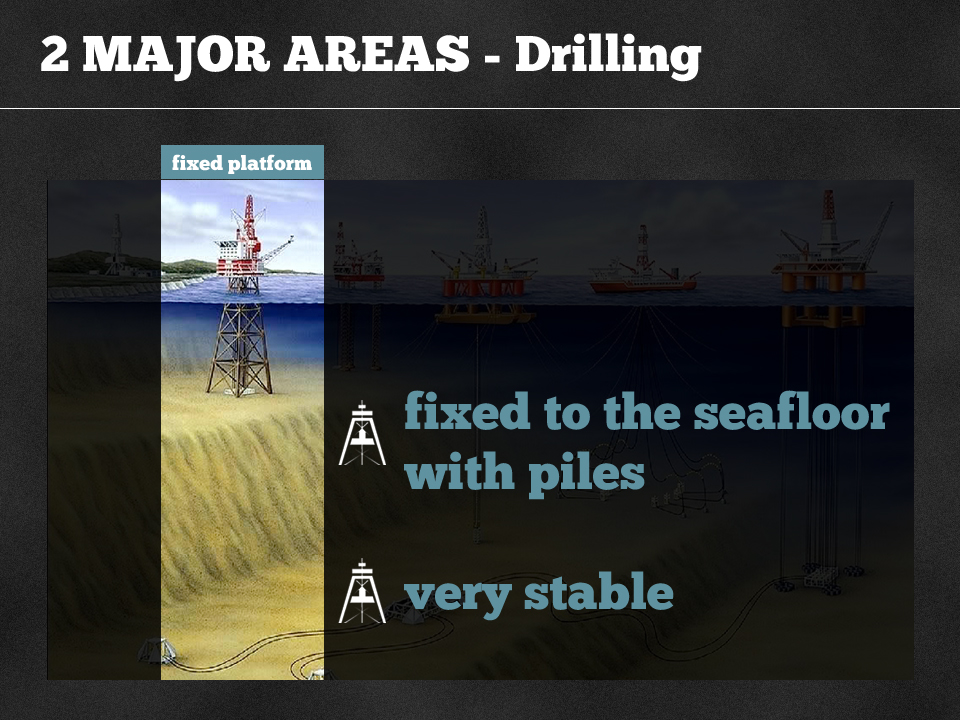 2 MAJOR AREAS - Drilling
fixed platform
fixed to the seafloor
with piles
very stable